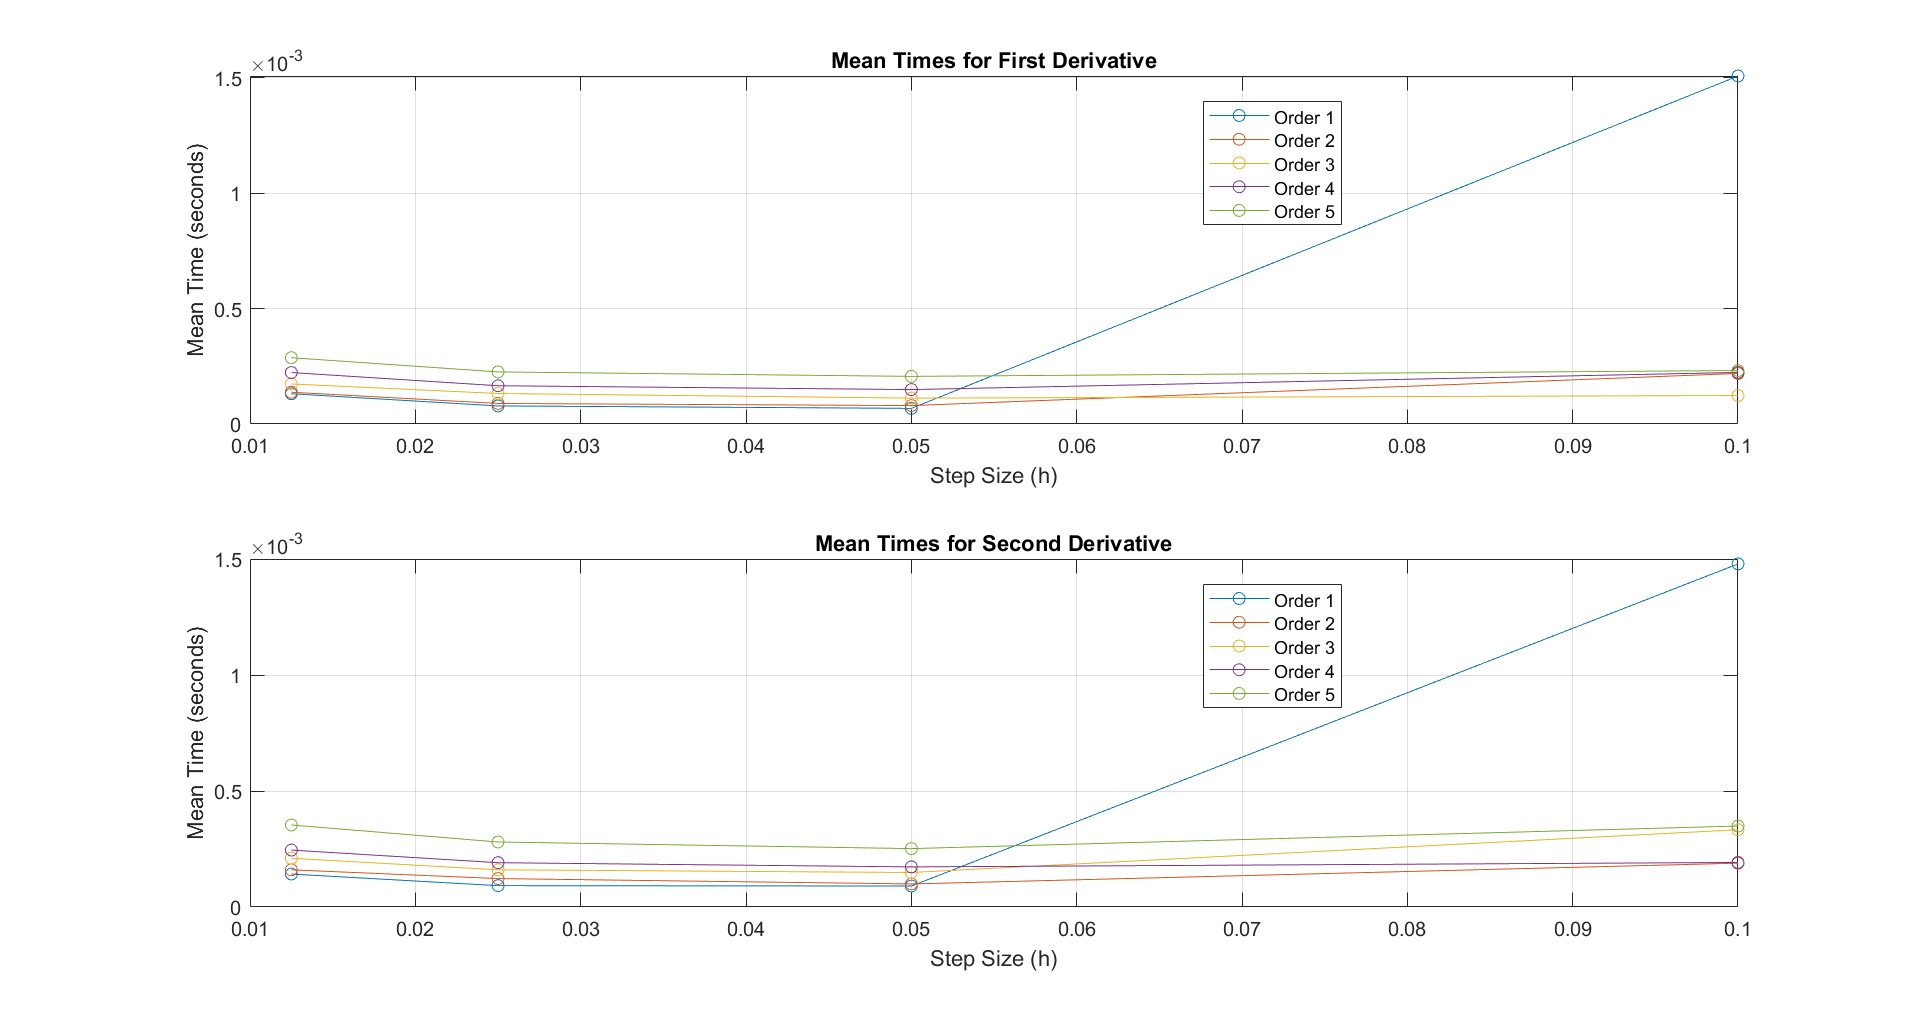 Mean Times for First Derivative
×10-3
1.5
1
0.5
0
Mean Time (seconds)
Order 1
Order 2
Order 3
Order 4
Order 5
0.01 0.02 0.03 0.04 0.05 0.06 0.07 0.08 0.09 0.1
Step Size (h)
Mean Times for Second Derivative
×10-3
1.5
1
0.5
0
Mean Time (seconds)
Order 1
Order 2
Order 3
Order 4
Order 5
0.01 0.02 0.03 0.04 0.05 0.06 0.07 0.08 0.09 0.1
Step Size (h)